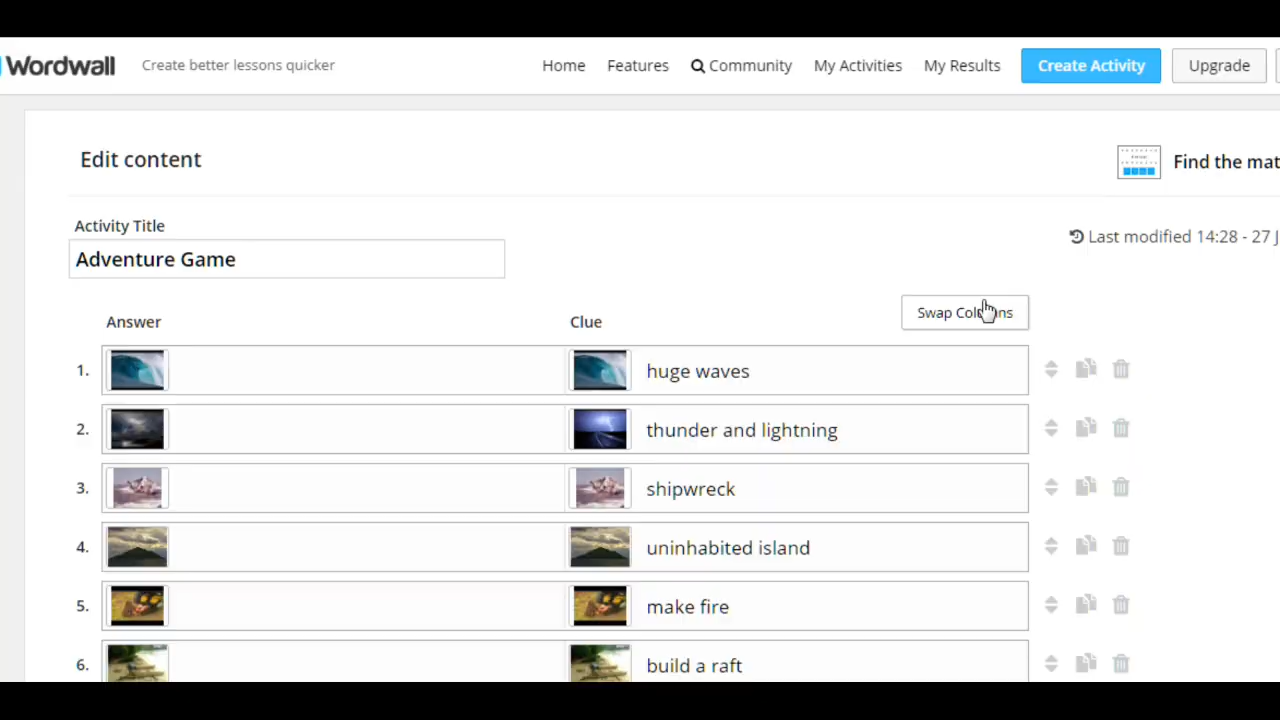 Wordwall Create better lessons quicker Home Features Community My Activities My Results Create Activity Upgrade
Edit content Find the mat
Activity Title Last modified 14:28 - 27 J
Adventure Game
Answer Clue Swap Columns
1. huge waves
2. thunder and lightning
3. shipwreck
4. uninhabited island
5. make fire
6. build a raft